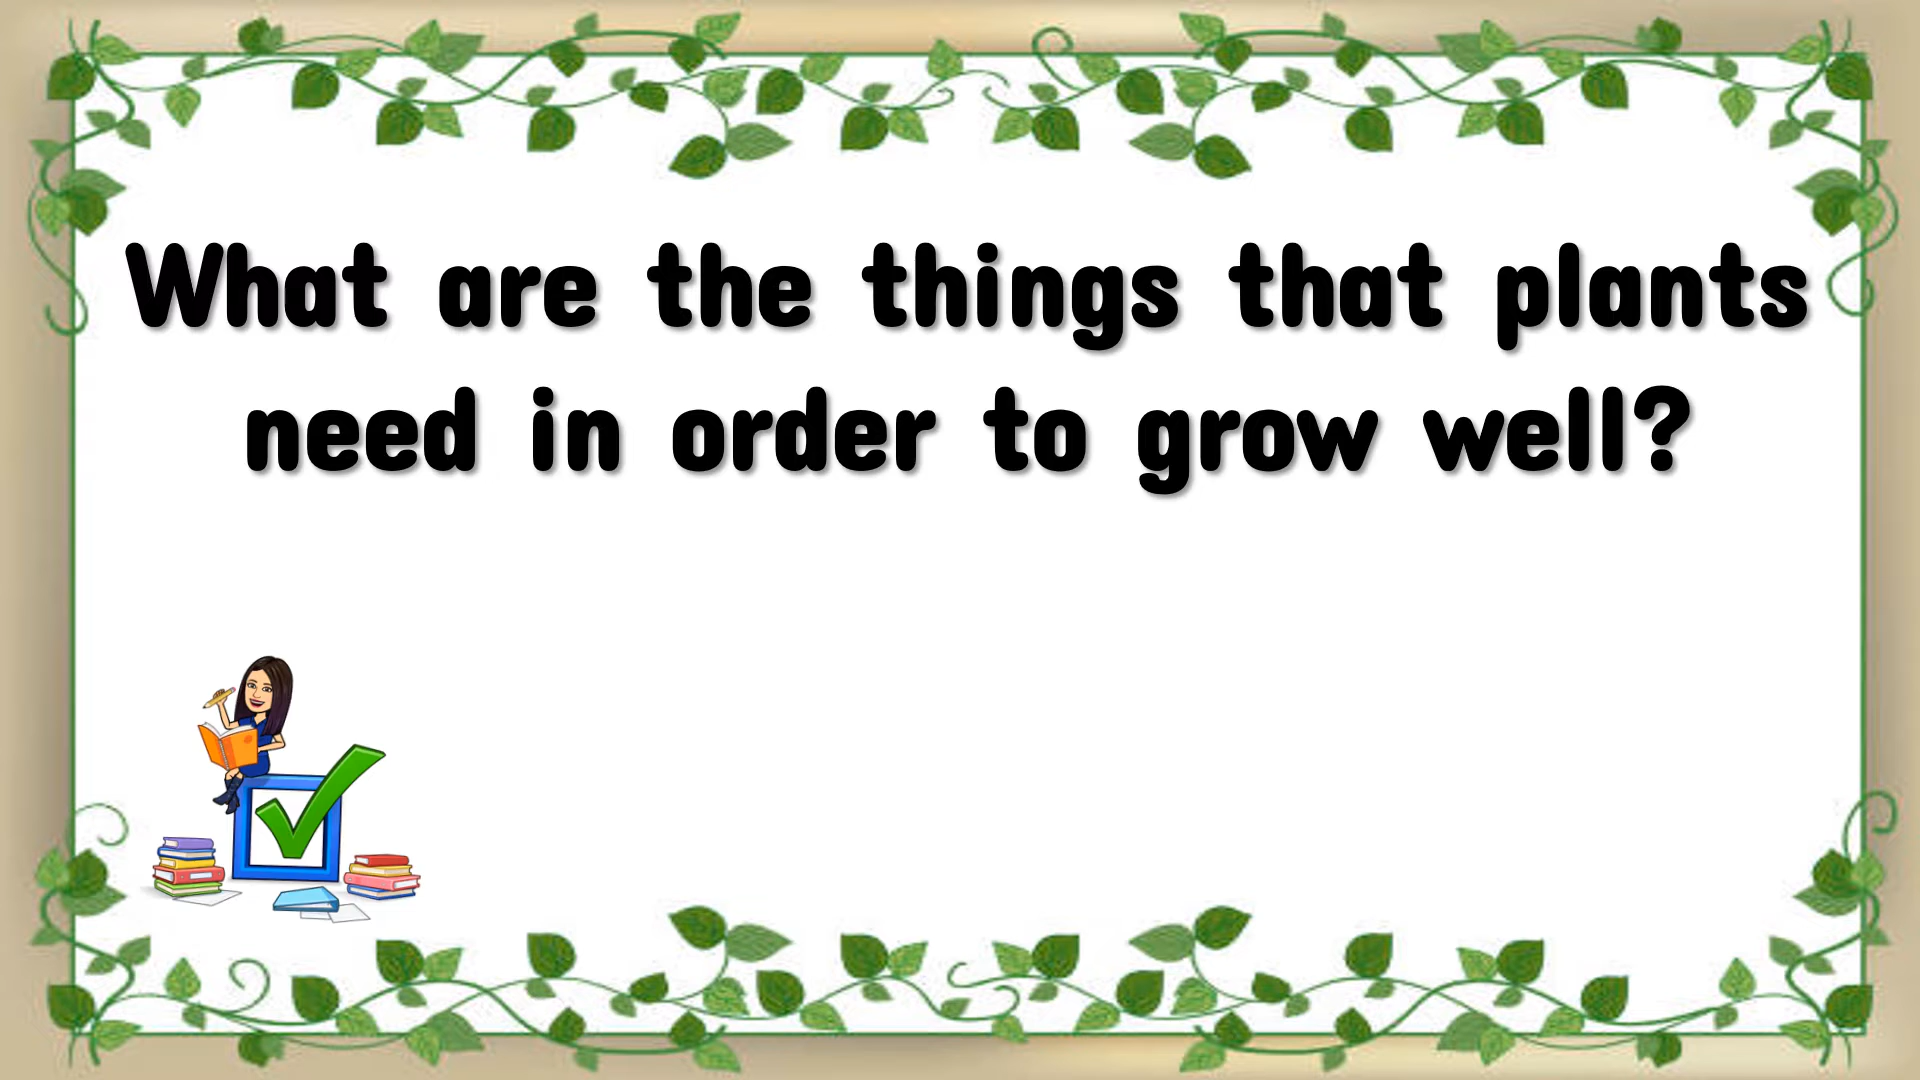 What are the things that plants
need in order to grow well?